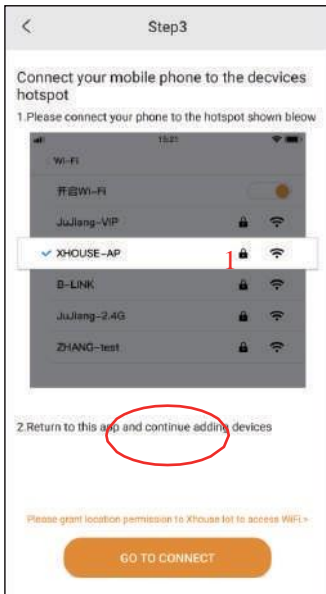 Step3
Connect your mobile phone to the decvices
hotspot
1.Please connect your phone to the hotspot shown bleow
15:21
Wi-Fi
开启Wi-Fi
JuJiang-VIP
XHOUSE-AP
1
B-LINK
JuJiang-2.4G
ZHANG-test
2.Return to this app and continue adding devices
Please grant location permission to Xhouse Iot to access WiFi >
GO TO CONNECT